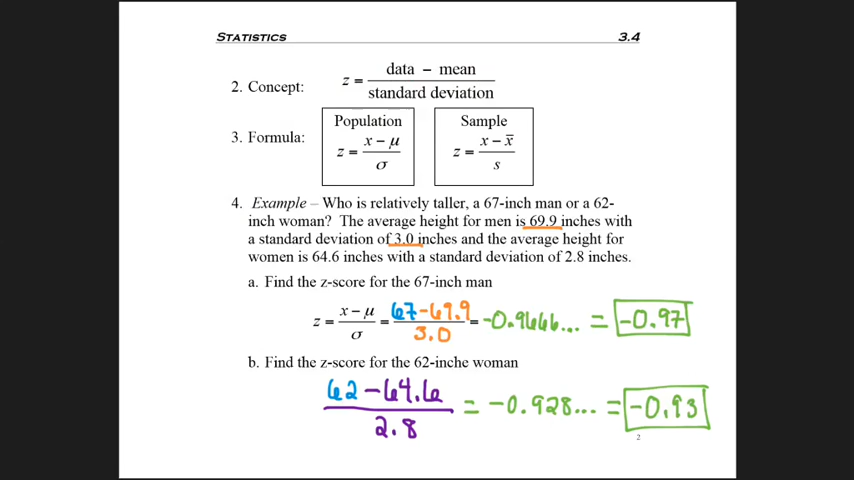 STATISTICS 3.4
2. Concept: z = data − mean / standard deviation
3. Formula: Population z = x − μ / σ Sample z = x − x̄ / s
4. Example – Who is relatively taller, a 67-inch man or a 62-
inch woman? The average height for men is 69.9 inches with
a standard deviation of 3.0 inches and the average height for
women is 64.6 inches with a standard deviation of 2.8 inches.
a. Find the z-score for the 67-inch man
z = x − μ / σ = 67 − 69.9 / 3.0 = −0.9666... = −0.97
b. Find the z-score for the 62-inche woman
62 − 64.6 / 2.8 = −0.928... = −0.93
2